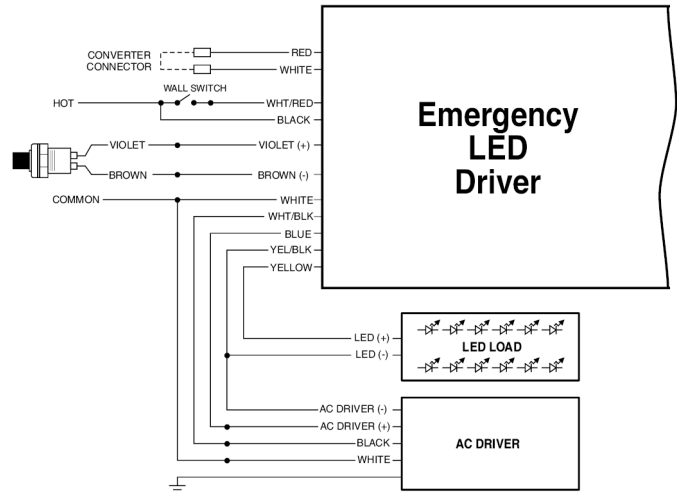 CONVERTER
CONNECTOR
RED
WHITE
WALL SWITCH
HOT
WHT/RED
BLACK
VIOLET
VIOLET (+)
BROWN
BROWN (-)
COMMON
WHITE
WHT/BLK
BLUE
YEL/BLK
YELLOW
Emergency
LED
Driver
LED (+)
LED (-)
LED LOAD
AC DRIVER (-)
AC DRIVER (+)
BLACK
WHITE
AC DRIVER